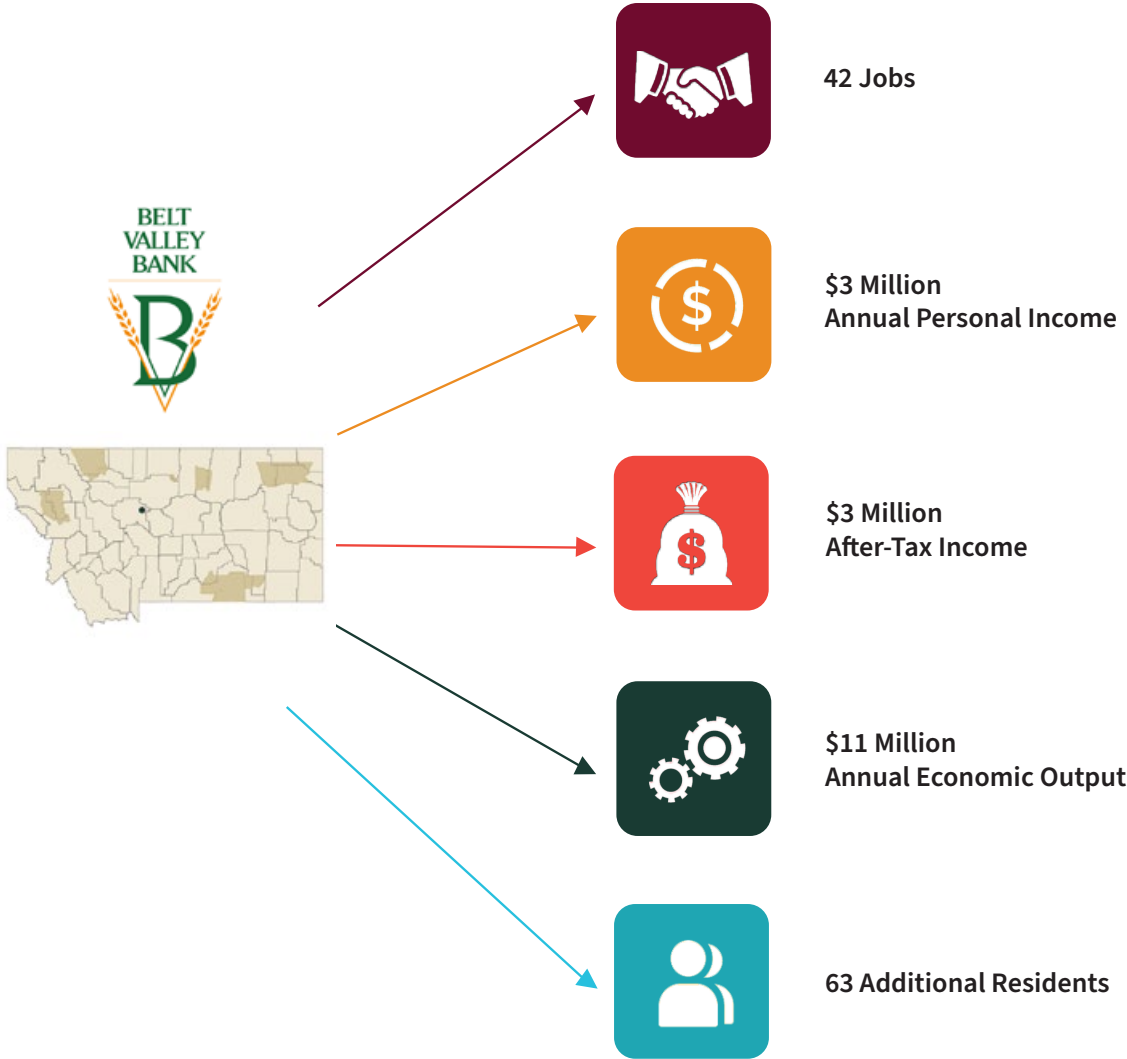 BELT
VALLEY
BANK
B
42 Jobs
$
$3 Million
Annual Personal Income
$
$3 Million
After-Tax Income
$11 Million
Annual Economic Output
63 Additional Residents